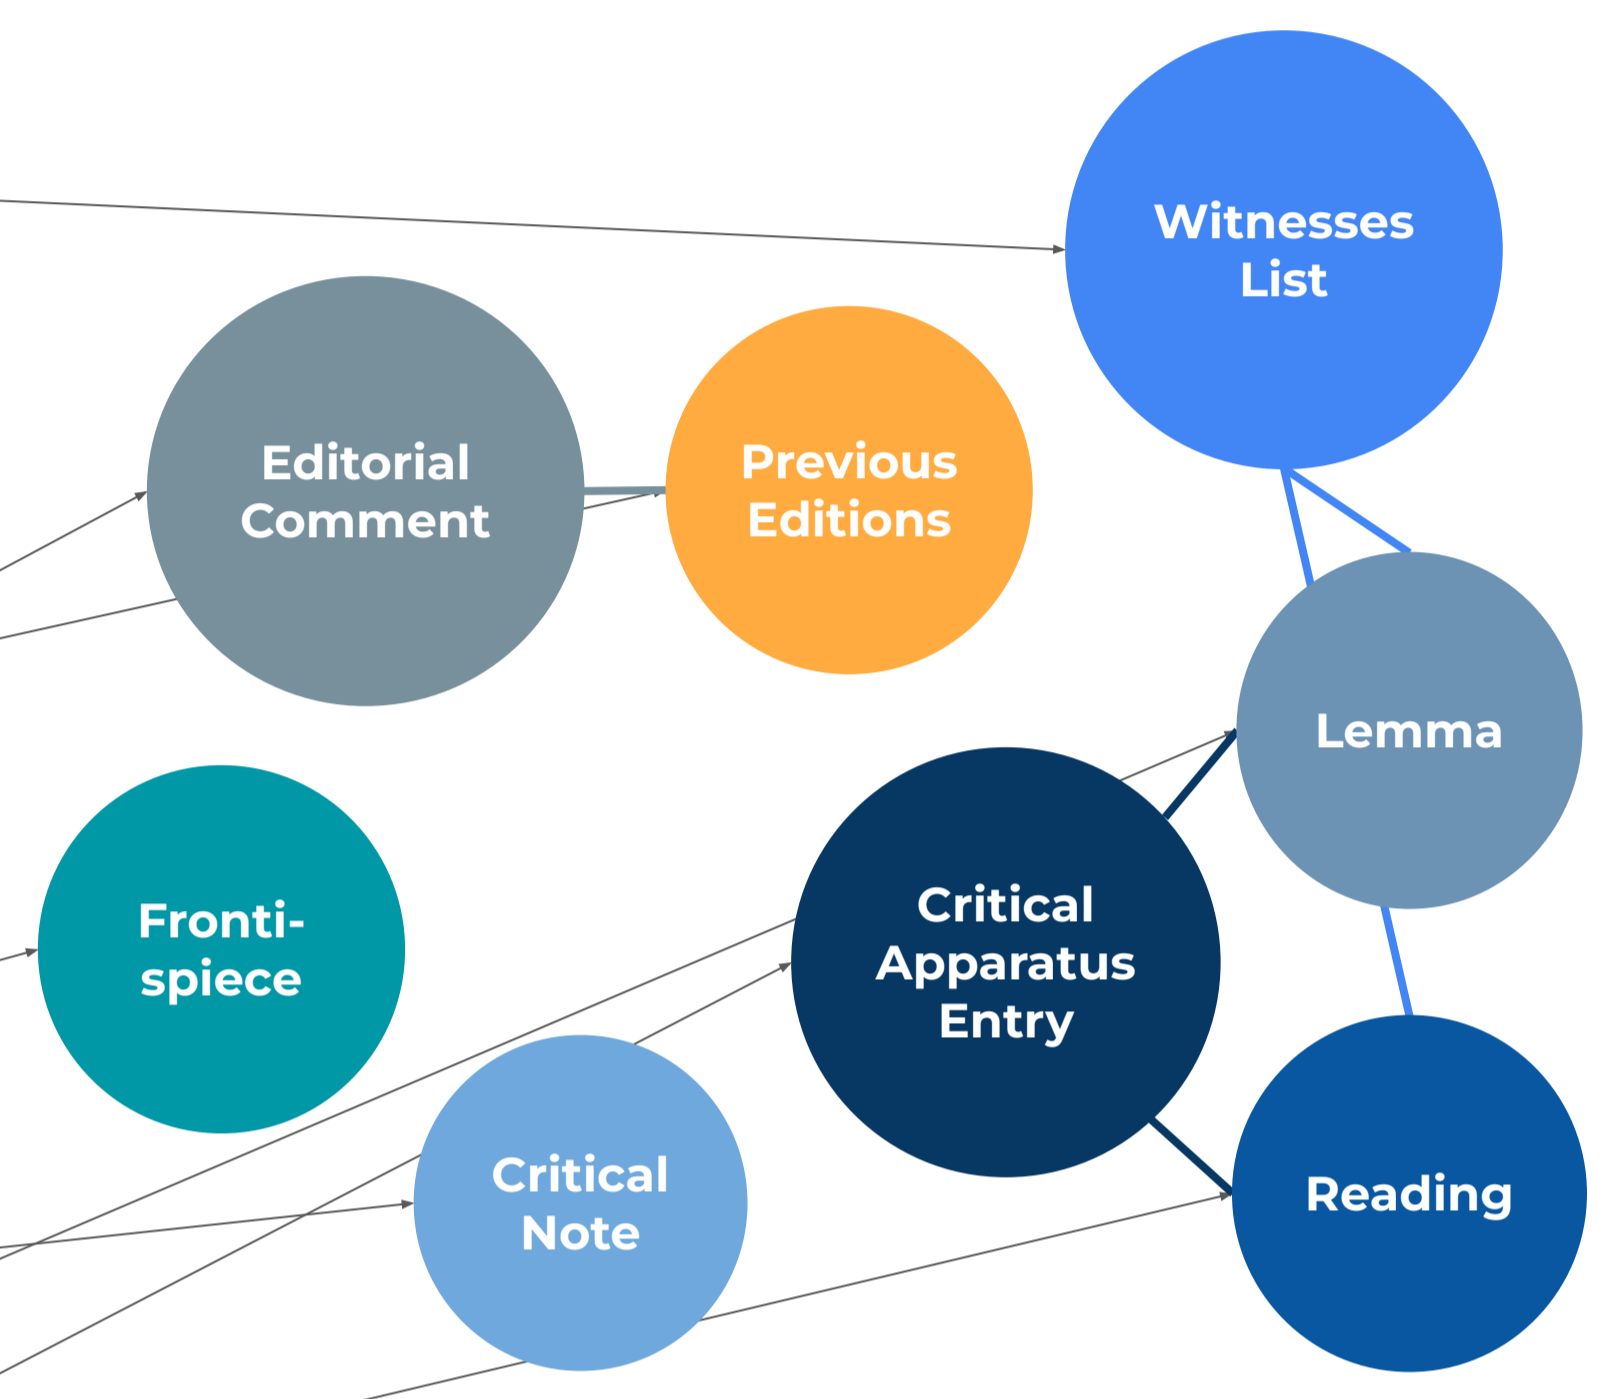 Witnesses
List
Editorial
Comment
Previous
Editions
Lemma
Fronti-
spiece
Critical
Apparatus
Entry
Critical
Note
Reading